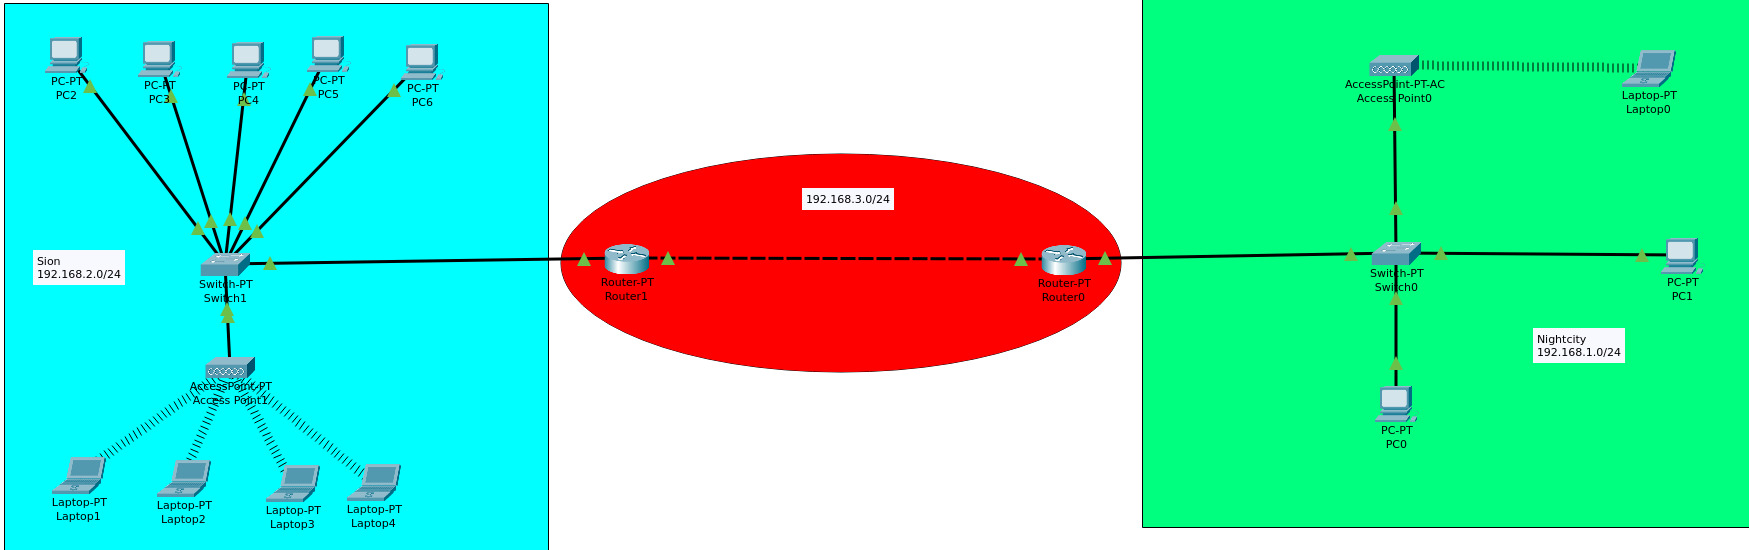 PC-PT
PC2
PC-PT
PC3
PC-PT
PC4
PC-PT
PC5
PC-PT
PC6
Sion
192.168.2.0/24
Switch-PT
Switch1
AccessPoint-PT
Access Point1
Laptop-PT
Laptop1
Laptop-PT
Laptop2
Laptop-PT
Laptop3
Laptop-PT
Laptop4
192.168.3.0/24
Router-PT
Router1
Router-PT
Router0
AccessPoint-PT-AC
Access Point0
Laptop-PT
Laptop0
Switch-PT
Switch0
PC-PT
PC1
Nightcity
192.168.1.0/24
PC-PT
PC0